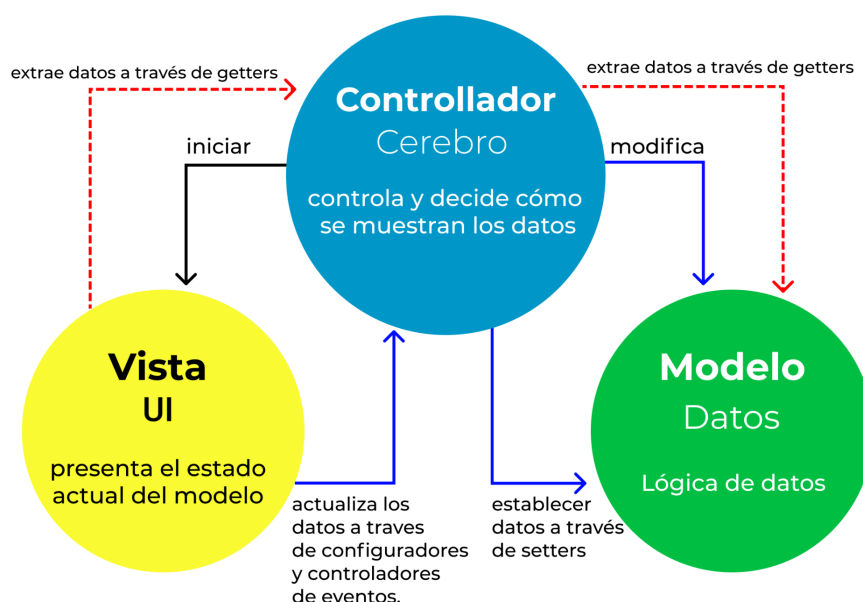 extrae datos a través de getters
extrae datos a través de getters
Controllador
Cerebro
controla y decide cómo
se muestran los datos
iniciar
modifica
Vista
UI
presenta el estado
actual del modelo
Modelo
Datos
Lógica de datos
actualiza los
datos a traves
de configuradores
y controladores
de eventos.
establecer
datos a través
de setters